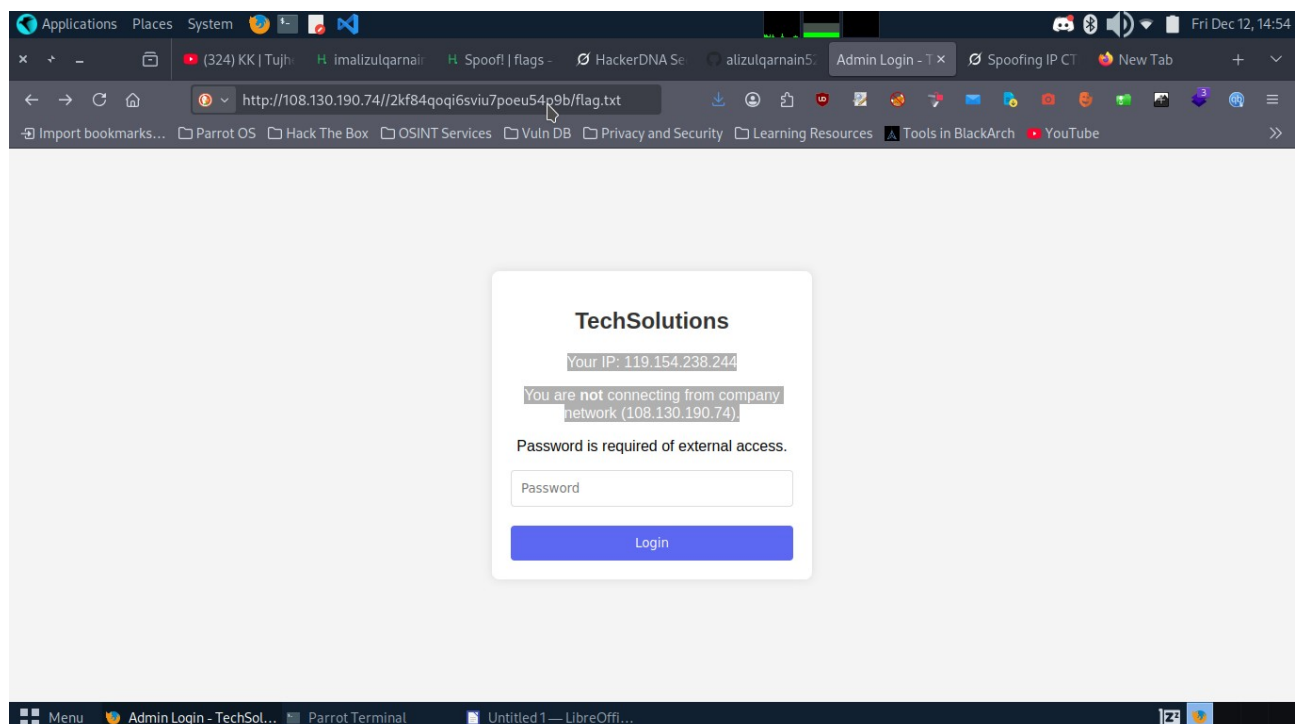 Applications Places System Fri Dec 12, 14:54
(324) KK | Tujh imalizulqarnain Spoof! | flags - HackerDNA Se alizulqarnain5 Admin Login - T Spoofing IP CT New Tab
http://108.130.190.74//2kf84qoqi6sviu7poeu54p9b/flag.txt
Import bookmarks... Parrot OS Hack The Box OSINT Services Vuln DB Privacy and Security Learning Resources Tools in BlackArch YouTube
TechSolutions
Your IP: 119.154.238.244
You are not connecting from company
network (108.130.190.74).
Password is required of external access.
Password
Login
Menu Admin Login - TechSol... Parrot Terminal Untitled 1 — LibreOffi...